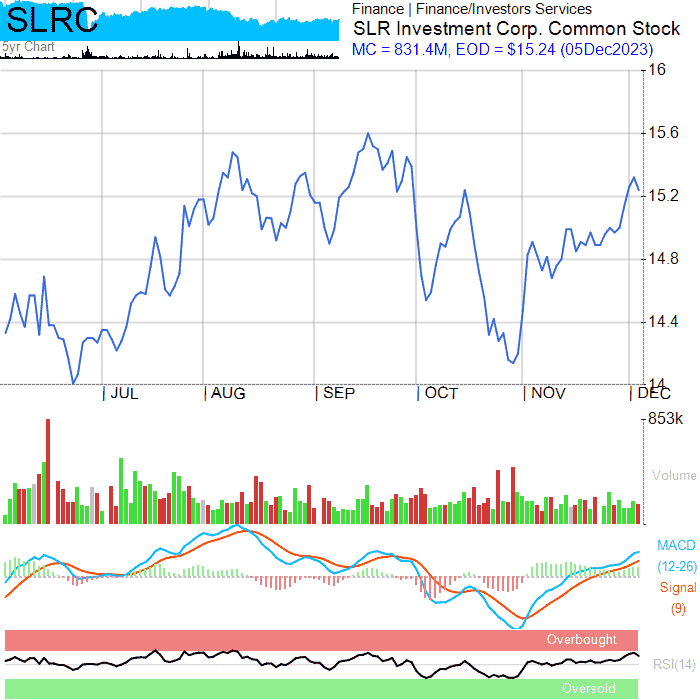 SLRC
5yr Chart
Finance | Finance/Investors Services
SLR Investment Corp. Common Stock
MC = 831.4M, EOD = $15.24 (05Dec2023)
16
15.6
15.2
14.8
14.4
14
JUL AUG SEP OCT NOV DEC
853k
Volume
MACD
(12-26)
Signal
(9)
Overbought
RSI(14)
Oversold